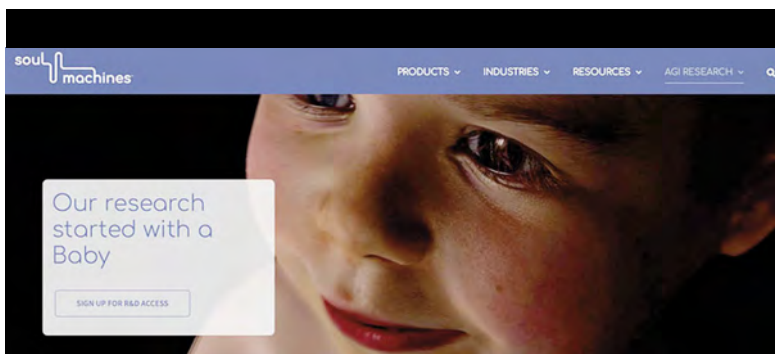 soul machines
PRODUCTS INDUSTRIES RESOURCES AGI RESEARCH
Our research
started with a
Baby
SIGN UP FOR R&D ACCESS